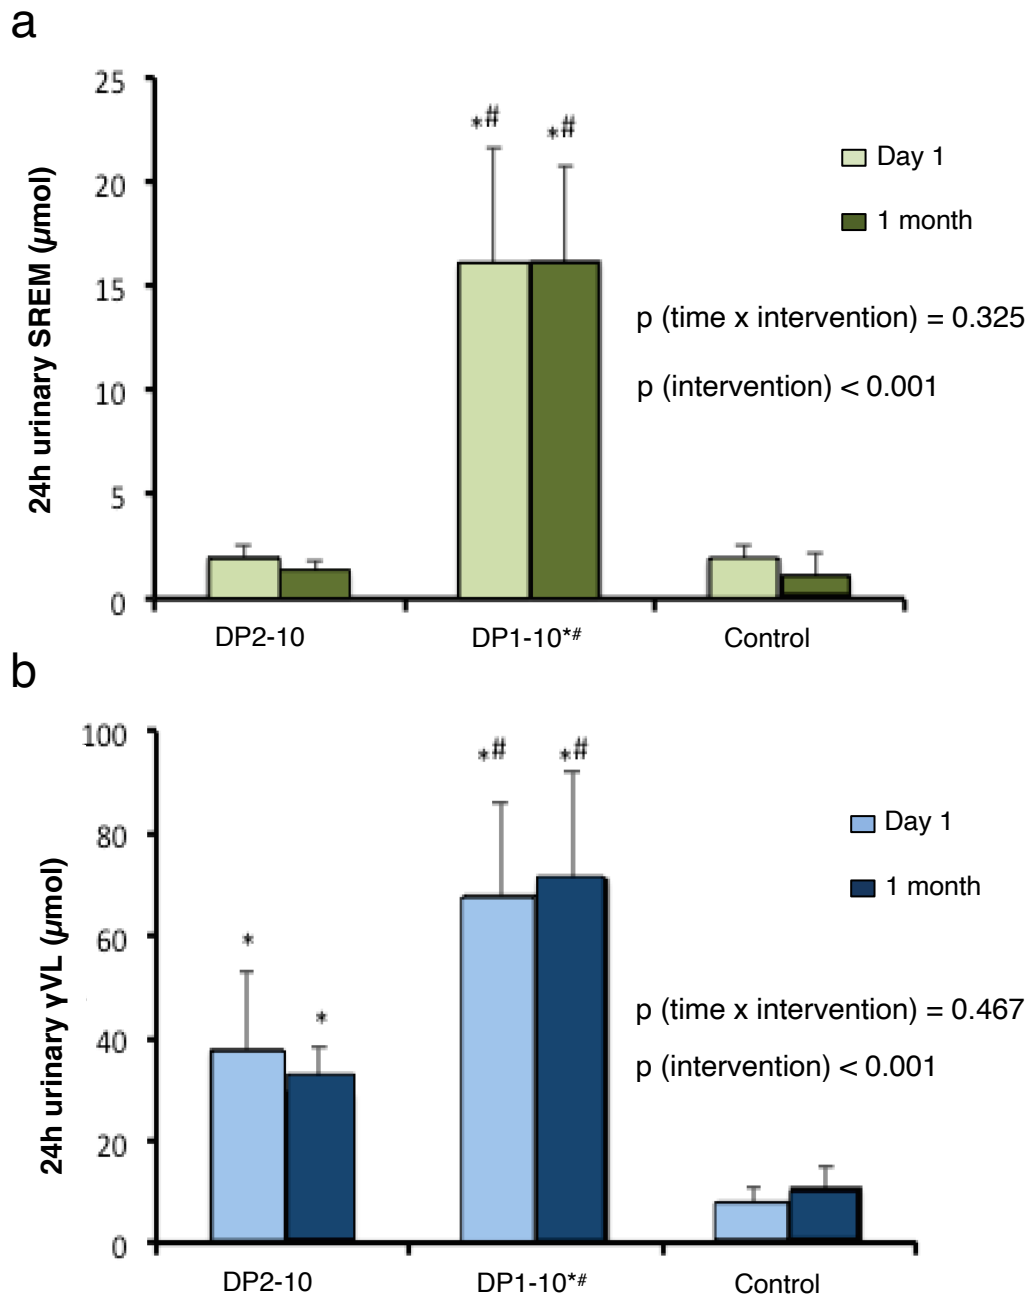 a
25
20
15
10
5
0
24h urinary SREM (µmol)
*# *#
Day 1
1 month
p (time x intervention) = 0.325
p (intervention) < 0.001
DP2-10 DP1-10*# Control
b
100
80
60
40
20
0
24h urinary γVL (µmol)
* * *# *#
Day 1
1 month
p (time x intervention) = 0.467
p (intervention) < 0.001
DP2-10 DP1-10*# Control